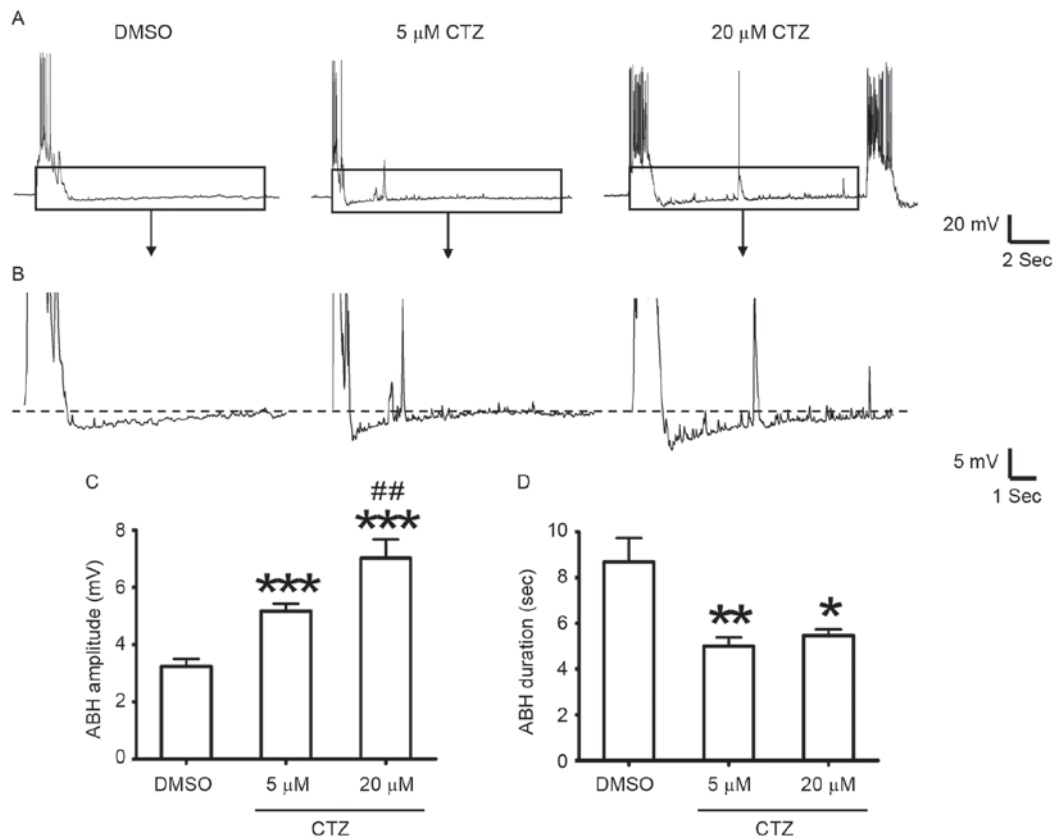 A
DMSO
5 μM CTZ
20 μM CTZ
20 mV
2 Sec
B
5 mV
1 Sec
C
ABH amplitude (mV)
8
6
4
2
0
***
##
***
DMSO
5 μM
20 μM
CTZ
D
ABH duration (sec)
10
8
6
4
2
0
**
*
DMSO
5 μM
20 μM
CTZ